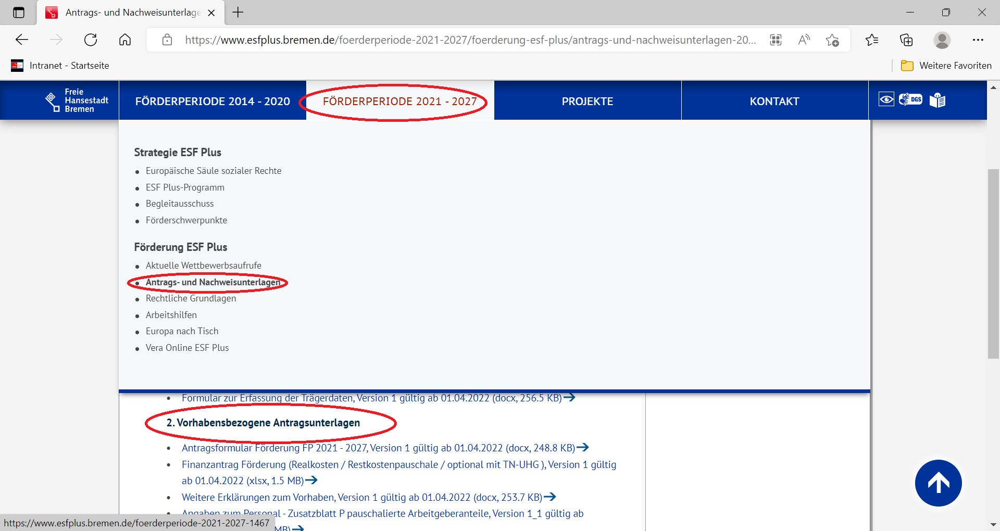 Antrags- und Nachweisunterlage
https://www.esfplus.bremen.de/foerderperiode-2021-2027/foerderung-esf-plus/antrags-und-nachweisunterlagen-20...
Intranet - Startseite
Weitere Favoriten
Freie
Hansestadt
Bremen
FÖRDERPERIODE 2014 - 2020
FÖRDERPERIODE 2021 - 2027
PROJEKTE
KONTAKT
DGS
Strategie ESF Plus
• Europäische Säule sozialer Rechte
• ESF Plus-Programm
• Begleitausschuss
• Förderschwerpunkte
Förderung ESF Plus
• Aktuelle Wettbewerbsaufrufe
• Antrags- und Nachweisunterlagen
• Rechtliche Grundlagen
• Arbeitshilfen
• Europa nach Tisch
• Vera Online ESF Plus
• Formular zur Erfassung der Trägerdaten, Version 1 gültig ab 01.04.2022 (docx, 256.5 KB)
2. Vorhabensbezogene Antragsunterlagen
• Antragsformular Förderung FP 2021 - 2027, Version 1 gültig ab 01.04.2022 (docx, 248.8 KB)
• Finanzantrag Förderung (Realkosten / Restkostenpauschale / optional mit TN-UHG ), Version 1 gültig
ab 01.04.2022 (xlsx, 1.5 MB)
• Weitere Erklärungen zum Vorhaben, Version 1 gültig ab 01.04.2022 (docx, 253.7 KB)
• Angaben zum Personal - Zusatzblatt P pauschalierte Arbeitgeberanteile, Version 1_1 gültig ab
MB)
https://www.esfplus.bremen.de/foerderperiode-2021-2027-1467